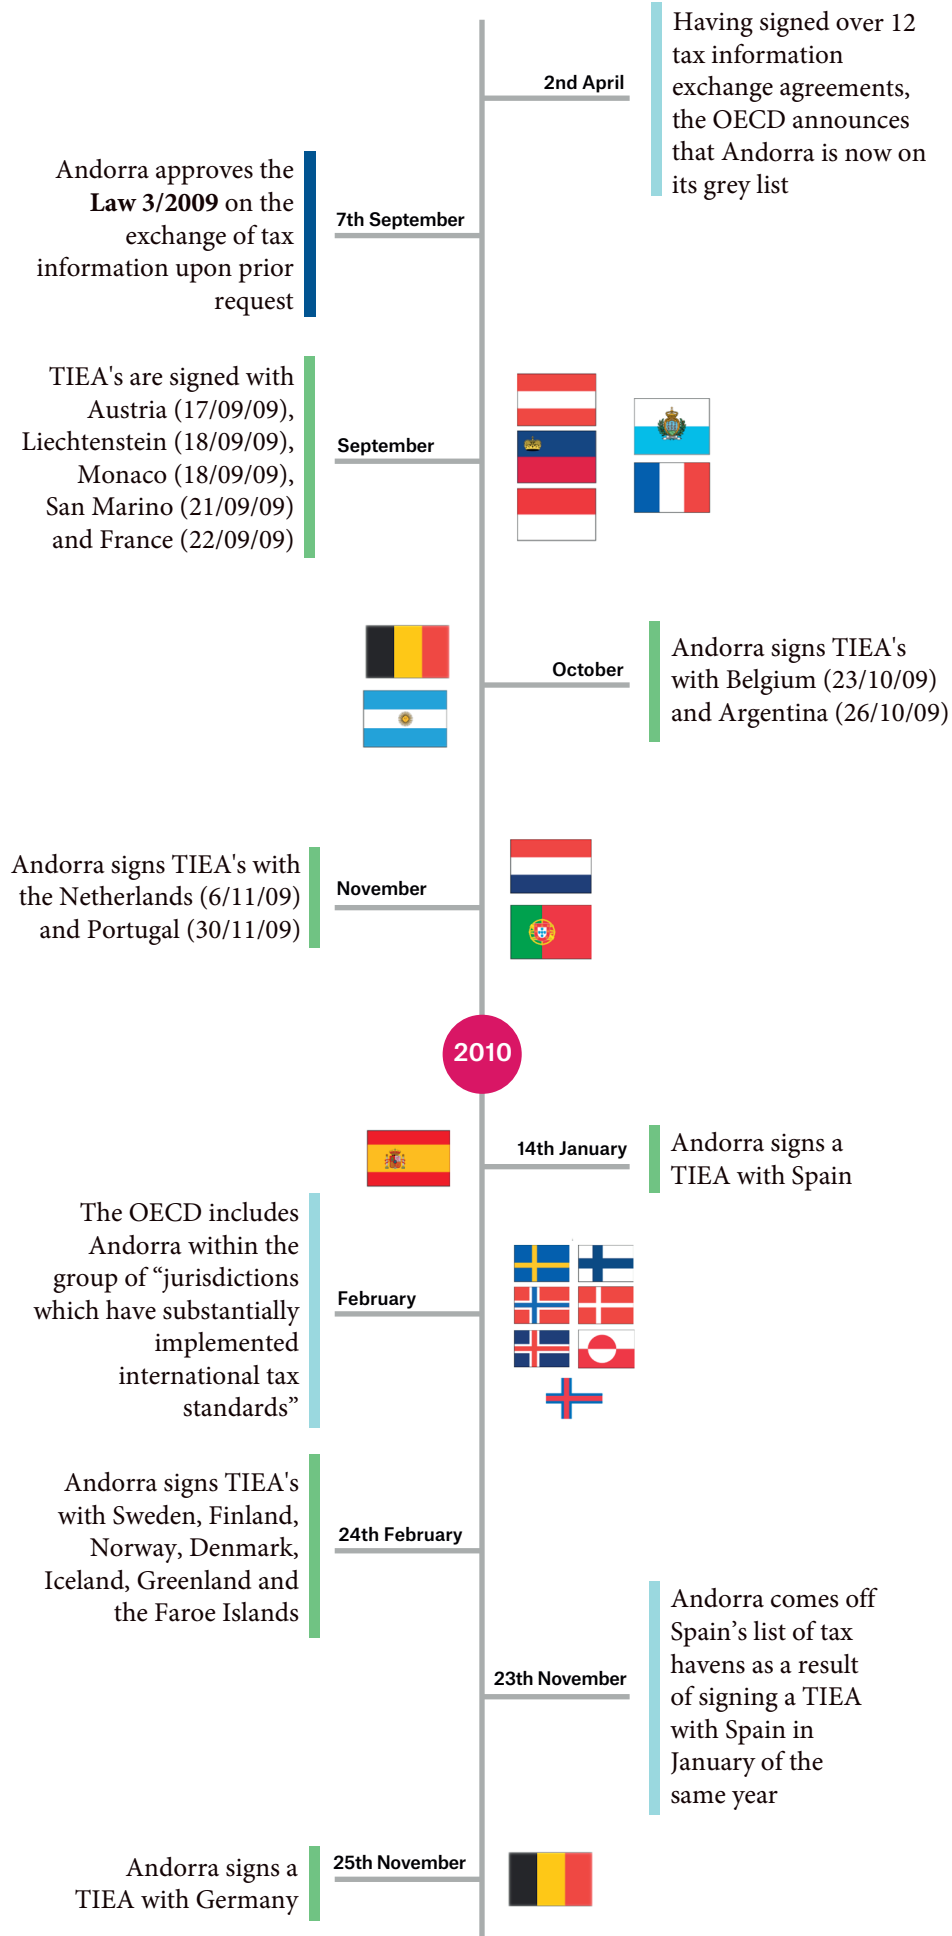 2nd April
Having signed over 12
tax information
exchange agreements,
the OECD announces
that Andorra is now on
its grey list
Andorra approves the
Law 3/2009 on the
exchange of tax
information upon prior
request
7th September
TIEA's are signed with
Austria (17/09/09),
Liechtenstein (18/09/09),
Monaco (18/09/09),
San Marino (21/09/09)
and France (22/09/09)
September
October
Andorra signs TIEA's
with Belgium (23/10/09)
and Argentina (26/10/09)
Andorra signs TIEA's with
the Netherlands (6/11/09)
and Portugal (30/11/09)
November
2010
14th January
Andorra signs a
TIEA with Spain
The OECD includes
Andorra within the
group of “jurisdictions
which have substantially
implemented
international tax
standards”
February
Andorra signs TIEA's
with Sweden, Finland,
Norway, Denmark,
Iceland, Greenland and
the Faroe Islands
24th February
23th November
Andorra comes off
Spain’s list of tax
havens as a result
of signing a TIEA
with Spain in
January of the
same year
Andorra signs a
TIEA with Germany
25th November